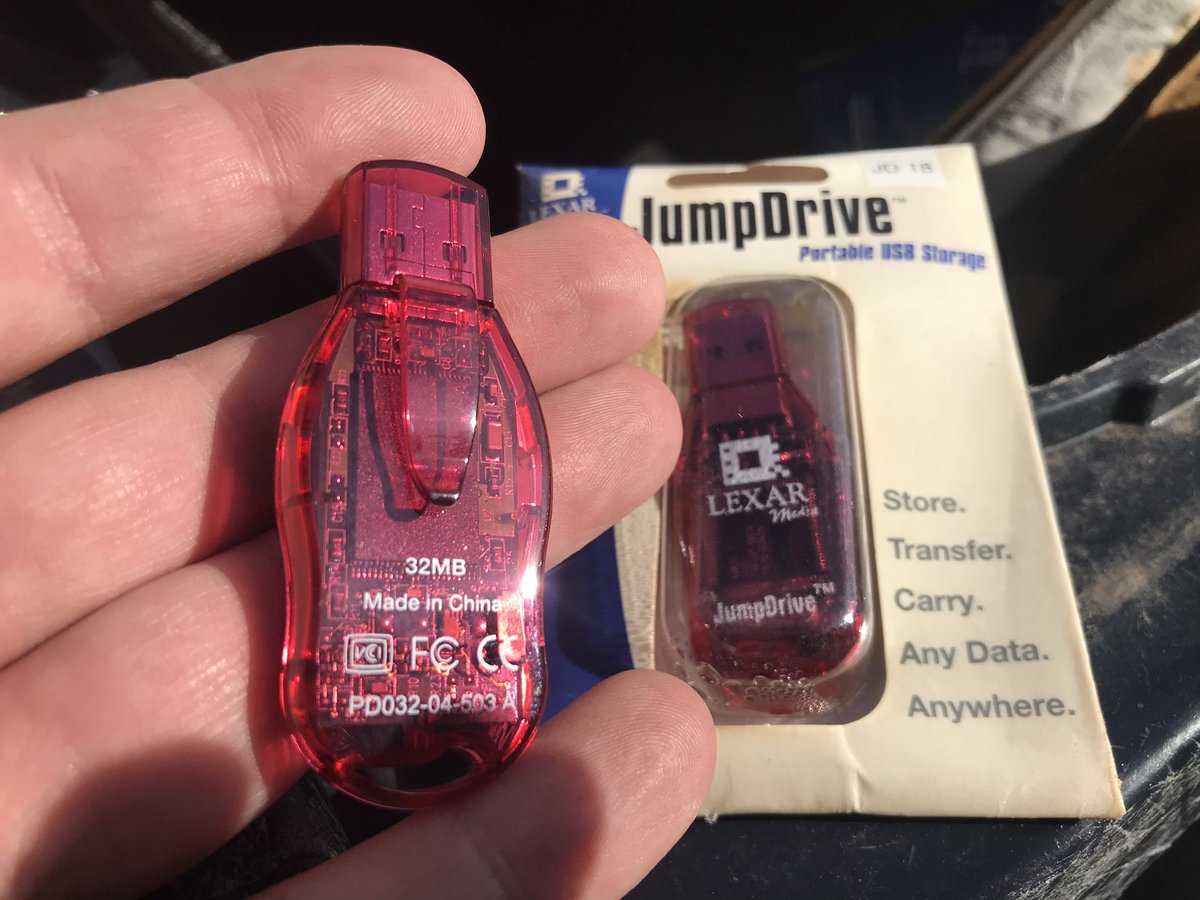 32MB
Made in China
VCI FC CE
PD032-04-503 A
JD 18
LEXAR
JumpDrive™
Portable USB Storage
LEXAR
Media
JumpDrive™
Store.
Transfer.
Carry.
Any Data.
Anywhere.